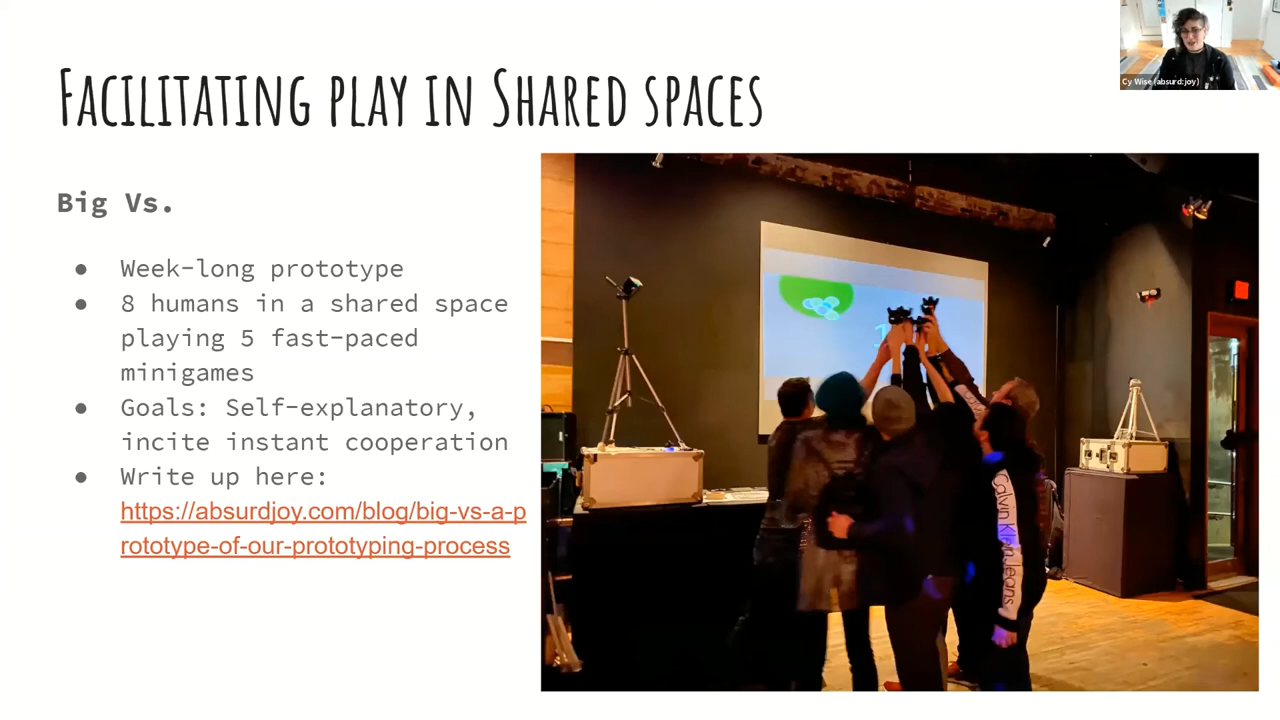 Facilitating play in Shared spaces
Cy Wise (absurd:joy)
Big Vs.
● Week-long prototype
● 8 humans in a shared space
playing 5 fast-paced
minigames
● Goals: Self-explanatory,
incite instant cooperation
● Write up here:
https://absurdjoy.com/blog/big-vs-a-p
rototype-of-our-prototyping-process
Calvin Klein Jeans